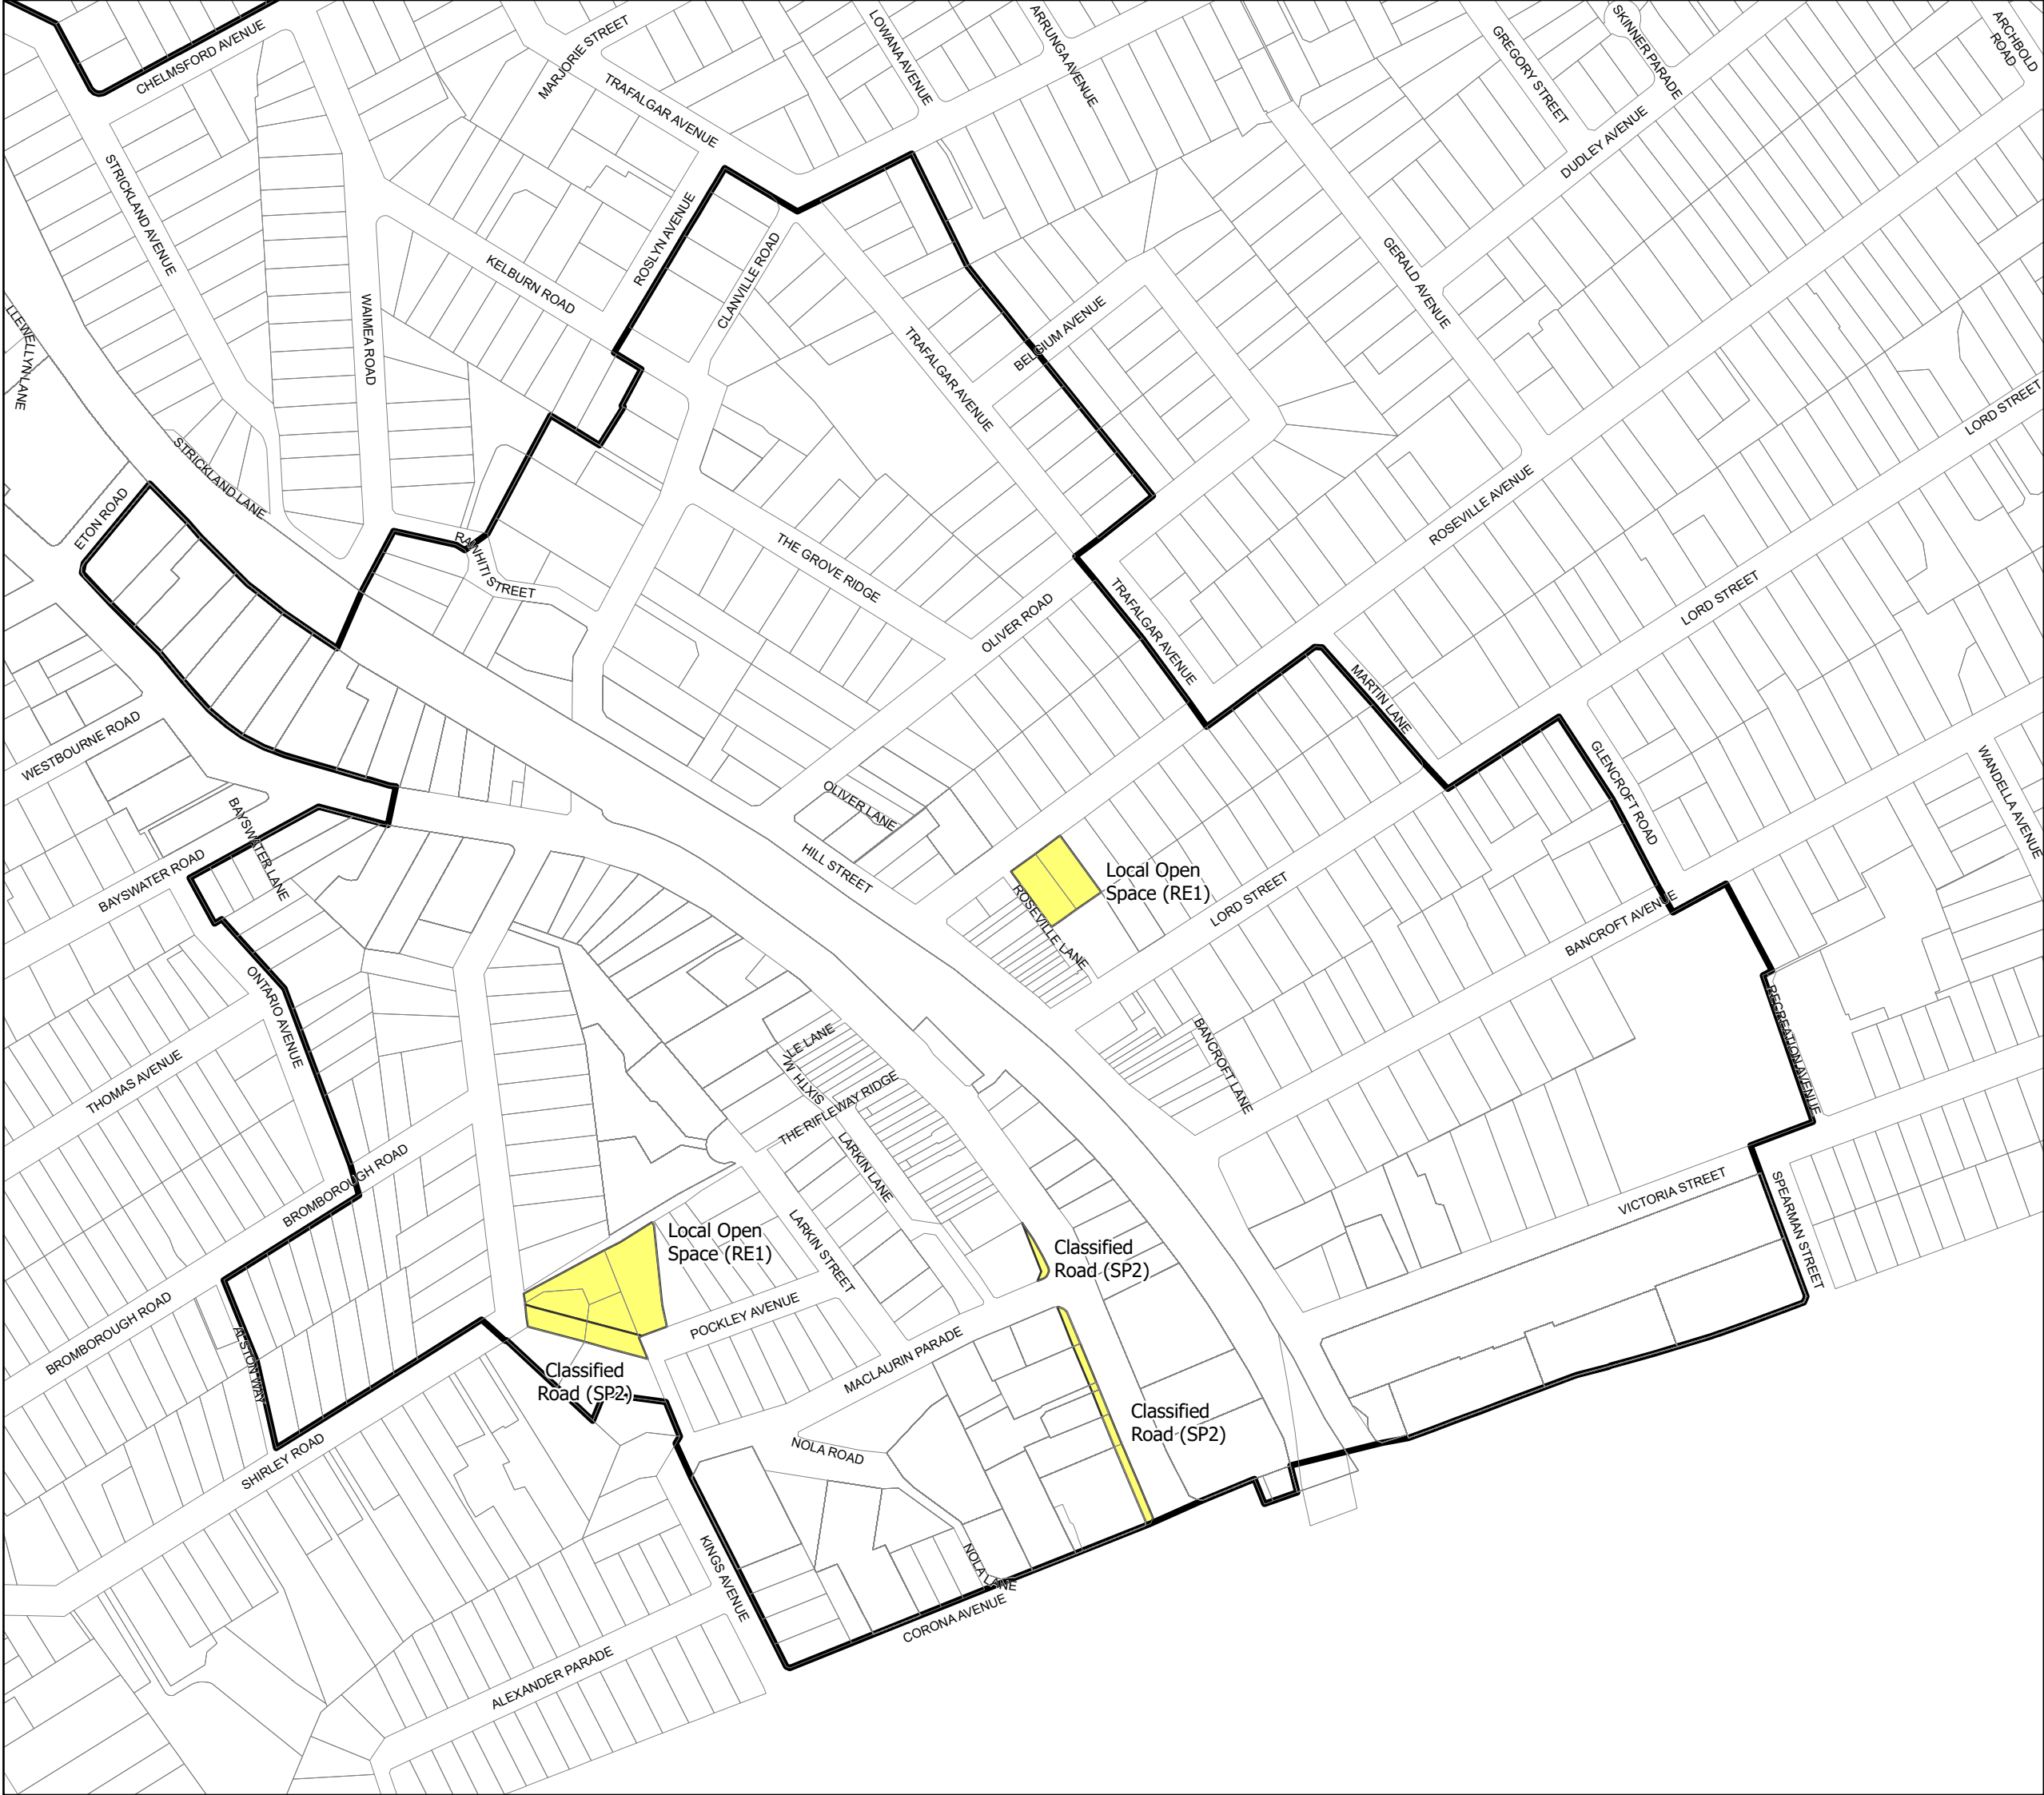 CHELMSFORD AVENUE
MARJORIE STREET
TRAFALGAR AVENUE
LOWANA AVENUE
ARRUNGA AVENUE
GREGORY STREET
SKINNER PARADE
ARCHBOLD
ROAD
DUDLEY AVENUE
STRICKLAND AVENUE
KELBURN ROAD
ROSLYN AVENUE
CLANVILLE ROAD
GERALD AVENUE
LLEWELLYN LANE
WAIMEA ROAD
TRAFALGAR AVENUE
BELGIUM AVENUE
LORD STREET
STRICKLAND LANE
ETON ROAD
RAWHITI STREET
THE GROVE RIDGE
ROSEVILLE AVENUE
OLIVER ROAD
TRAFALGAR AVENUE
LORD STREET
MARTIN LANE
WESTBOURNE ROAD
BAYSWATER LANE
OLIVER LANE
HILL STREET
GLENCROFT ROAD
WANDELLA AVENUE
BAYSWATER ROAD
Local Open
Space (RE1)
ROSEVILLE LANE
LORD STREET
BANCROFT AVENUE
ONTARIO AVENUE
THOMAS AVENUE
LE LANE
SIXTH M
THE RIFLEWAY RIDGE
BANCROFT LANE
RECREATION AVENUE
BROMBOROUGH ROAD
LARKIN LANE
LARKIN STREET
VICTORIA STREET
SPEARMAN STREET
Local Open
Space (RE1)
Classified
Road (SP2)
BROMBOROUGH ROAD
POCKLEY AVENUE
MACLAURIN PARADE
ALSTON WAY
Classified
Road (SP2)
Classified
Road (SP2)
SHIRLEY ROAD
NOLA ROAD
KINGS AVENUE
NOLA LANE
CORONA AVENUE
ALEXANDER PARADE